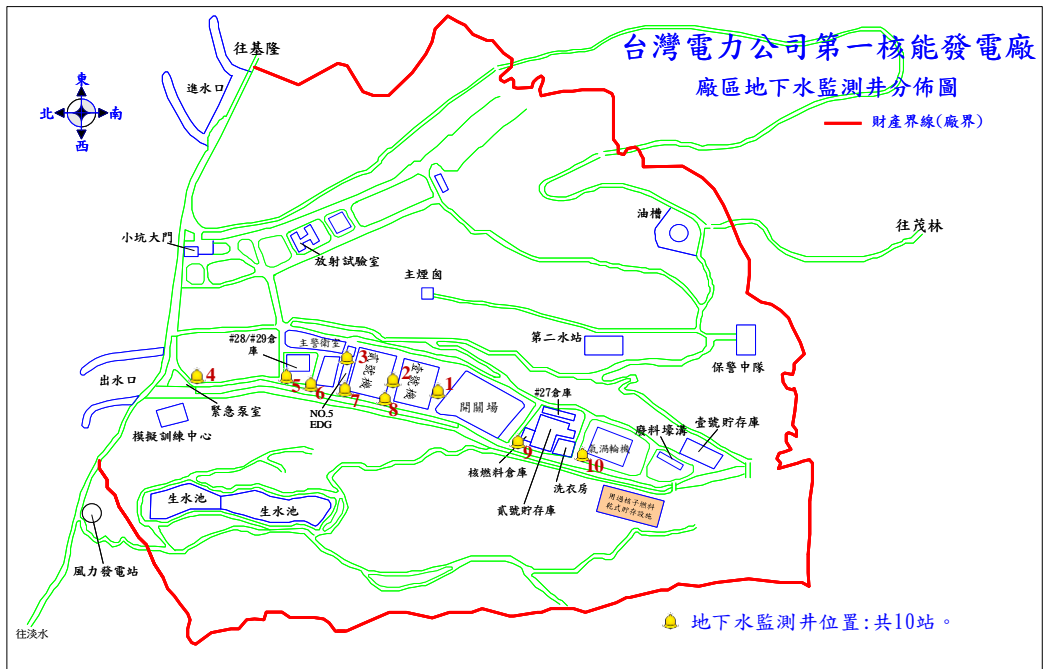 台灣電力公司第一核能發電廠
廠區地下水監測井分佈圖
財產界線(廠界)
往基隆
進水口
東
北
南
西
小坑大門
放射試驗室
油槽
往茂林
主煙囪
第二水站
保警中隊
#28/#29倉
庫
主警衛室
貳號機
壹號機
開關場
#27倉庫
廢料壕溝
壹號貯存庫
氣渦輪機
出水口
緊急泵室
模擬訓練中心
NO.5
EDG
核燃料倉庫
洗衣房
貳號貯存庫
用過核子燃料
乾式貯存設施
生水池
生水池
風力發電站
往淡水
1
2
3
4
5
6
7
8
9
10
地下水監測井位置:共10站。